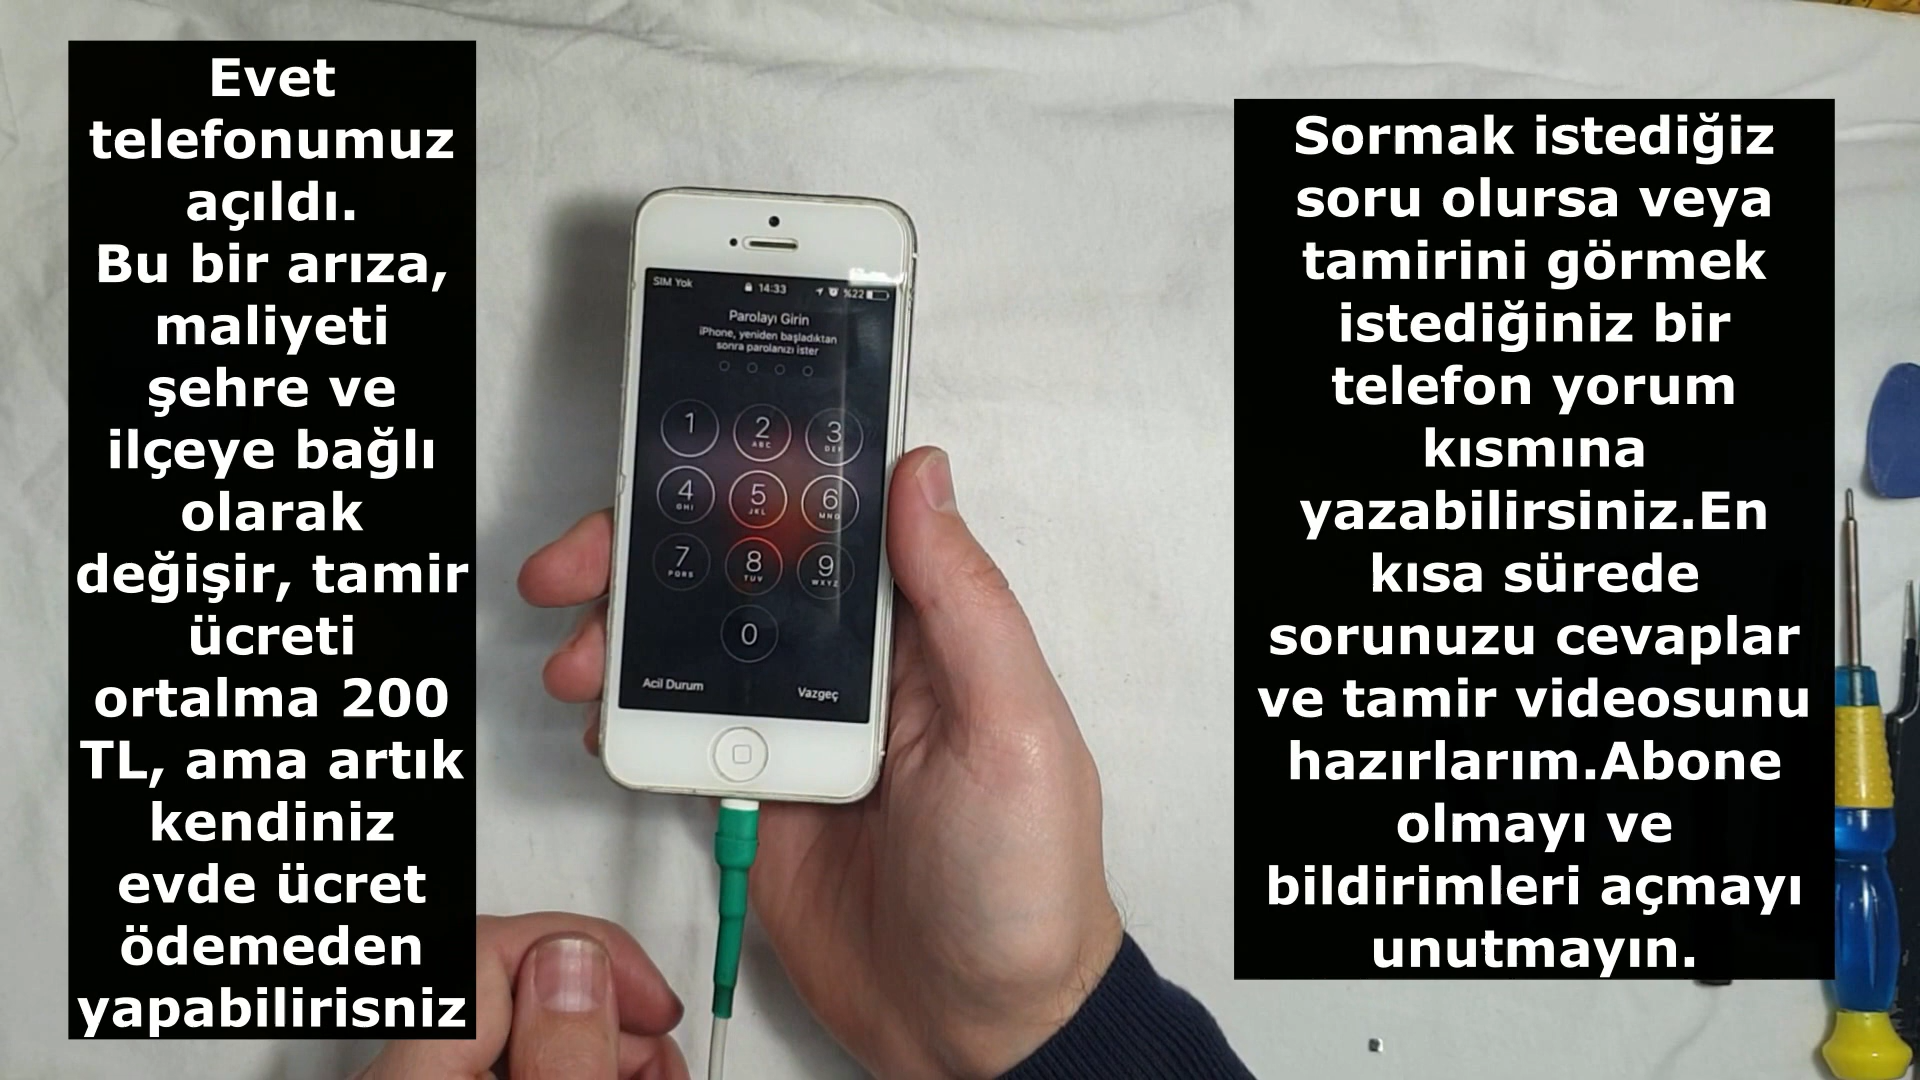 Evet
telefonumuz
açıldı.
Bu bir arıza,
maliyeti
şehre ve
ilçeye bağlı
olarak
değişir, tamir
ücreti
ortalma 200
TL, ama artık
kendiniz
evde ücret
ödemeden
yapabilirisniz
SIM Yok 14:33 %22
Parolayı Girin
iPhone, yeniden başladıktan
sonra parolanızı ister
1 2 3
ABC DEF
4 5 6
GHI JKL MNO
7 8 9
PQRS TUV WXYZ
0
Acil Durum Vazgeç
Sormak istediğiz
soru olursa veya
tamirini görmek
istediğiniz bir
telefon yorum
kısmına
yazabilirsiniz.En
kısa sürede
sorunuzu cevaplar
ve tamir videosunu
hazırlarım.Abone
olmayı ve
bildirimleri açmayı
unutmayın.